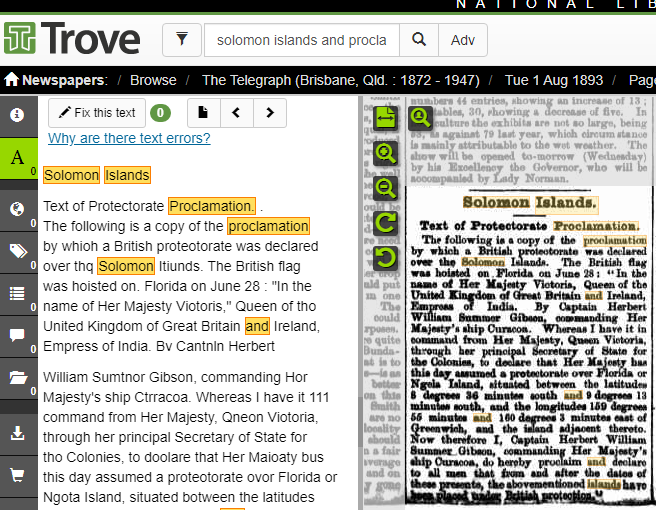 NATIONAL LIB
Trove
solomon islands and procla
Adv
Newspapers: / Browse / The Telegraph (Brisbane, Qld. : 1872 - 1947) / Tue 1 Aug 1893 / Page
Fix this text 0
Why are there text errors?
A 0
0
0
0
0
0
Solomon Islands
Text of Protectorate Proclamation. .
The following is a copy of the proclamation
by which a British proteotorate was declared
over thq Solomon Itiunds. The British flag
was hoisted on. Florida on June 28 : "In the
name of Her Majesty Viotoris," Queen of tho
United Kingdom of Great Britain and Ireland,
Empress of India. Bv Cantnln Herbert
William Sumtnor Gibson, commanding Hor
Majesty's ship Ctrracoa. Whereas I have it 111
command from Her Majesty, Qneon Viotoria,
through her principal Secretary of State for
tho Colonies, to doolare that Her Maioaty bus
this day assumed a proteotorate ovor Florida or
Ngota Island, situated between the latitudes
numbers 44 entries, showing an increase of 13 ;
tables, 30, showing a decrease of five. In
culture the exhibits are not so large, being
as against 79 last year, which circumstance
is mainly attributable to the wet weather. The
show will be opened to-morrow (Wednesday)
by his Excellency the Governor, who will be
accompanied by Lady Norman.
Solomon Islands.
Text of Protectorate Proclamation.
The following is a copy of the proclamation
by which a British protectorate was declared
over the Solomon Islands. The British flag
was hoisted on Florida on June 28 : "In the
name of Her Majesty Victoria, Queen of the
United Kingdom of Great Britain and Ireland,
Empress of India. By Captain Herbert
William Sumner Gibson, commanding Her
Majesty's ship Curacoa. Whereas I have it in
command from Her Majesty, Queen Victoria,
through her principal Secretary of State for
the Colonies, to declare that Her Majesty has
this day assumed a protectorate over Florida or
Ngela Island, situated between the latitudes
8 degrees 36 minutes south and 9 degrees 13
minutes south, and the longitudes 159 degrees
55 minutes and 160 degrees 3 minutes east of
Greenwich, and the island adjacent thereto.
Now therefore I, Captain Herbert William
Summer Gibson, commanding Her Majesty's
ship Curacoa, do hereby proclaim and declare
to all men that from and after the dates of
these presents, the abovementioned islands have
been placed under British protection."